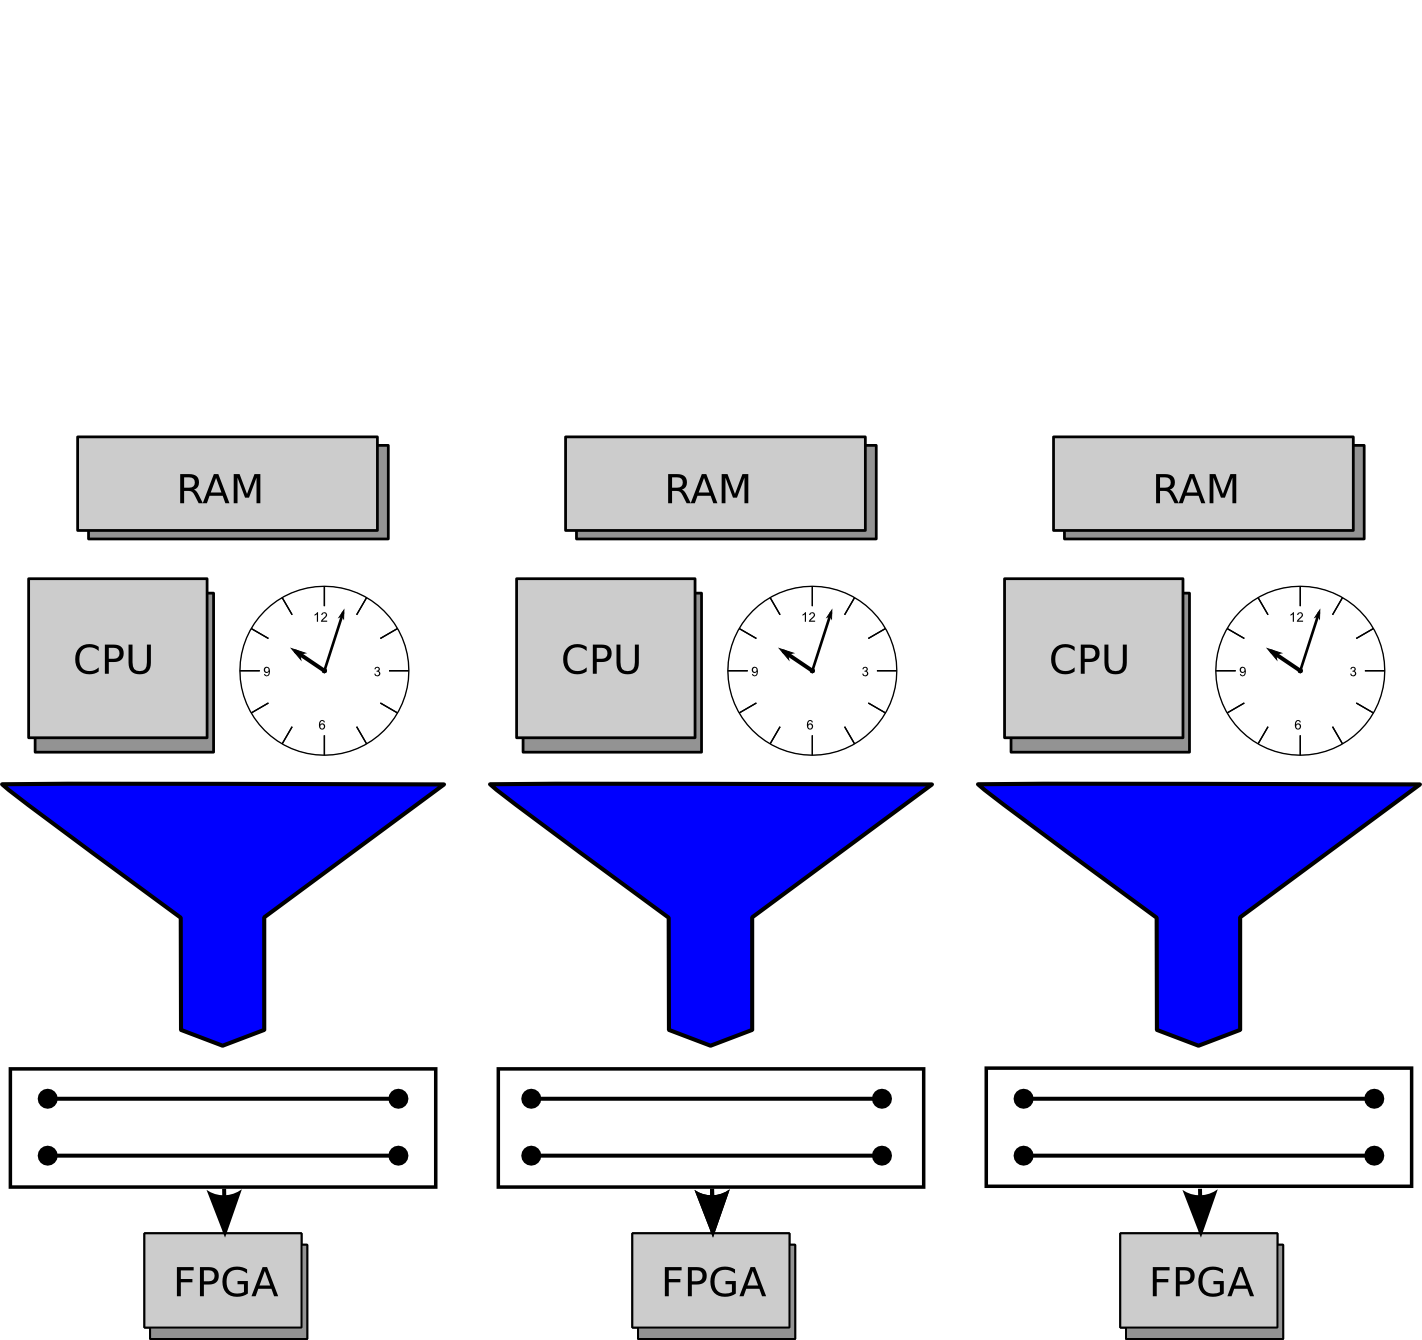 RAM RAM RAM
CPU CPU CPU
12 12 12
9 3 9 3 9 3
6 6 6
FPGA FPGA FPGA